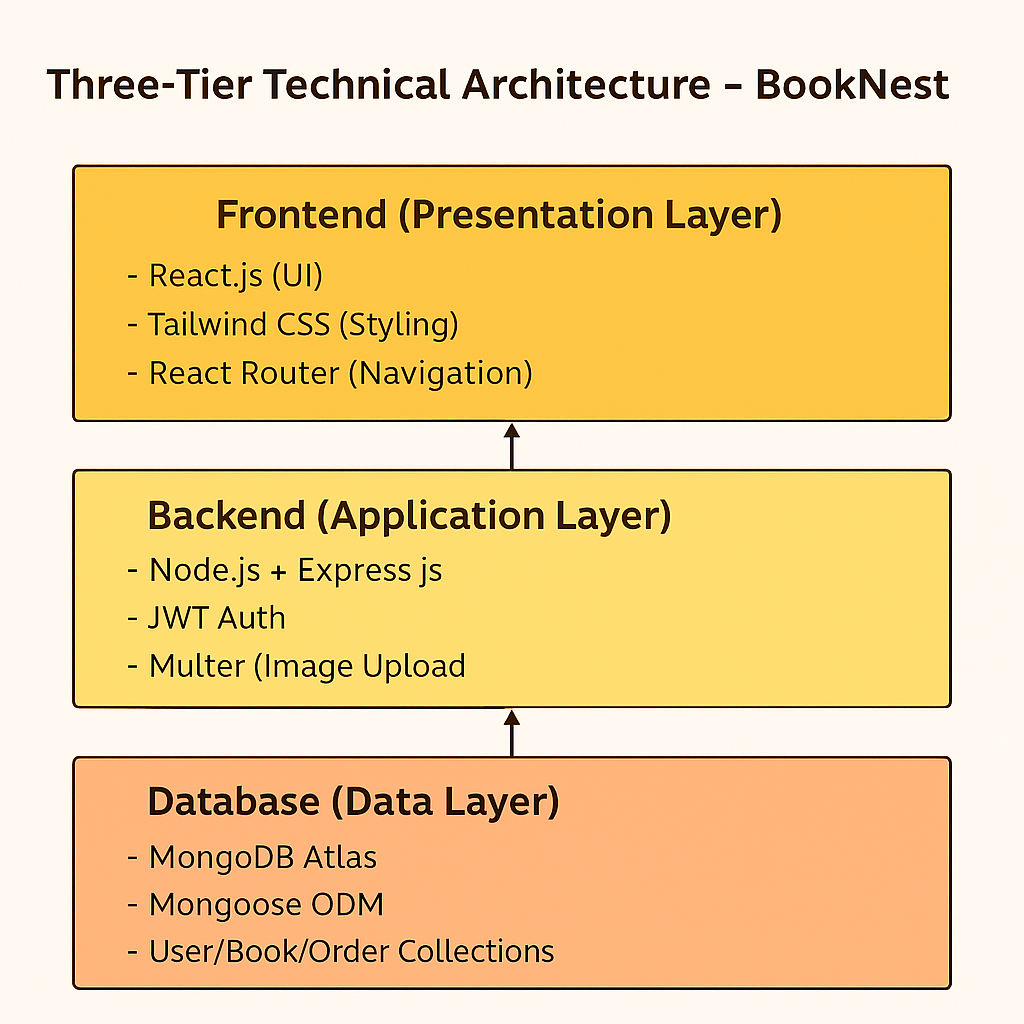 Three-Tier Technical Architecture – BookNest
Frontend (Presentation Layer)
- React.js (UI)
- Tailwind CSS (Styling)
- React Router (Navigation)
Backend (Application Layer)
- Node.js + Express js
- JWT Auth
- Multer (Image Upload
Database (Data Layer)
- MongoDB Atlas
- Mongoose ODM
- User/Book/Order Collections